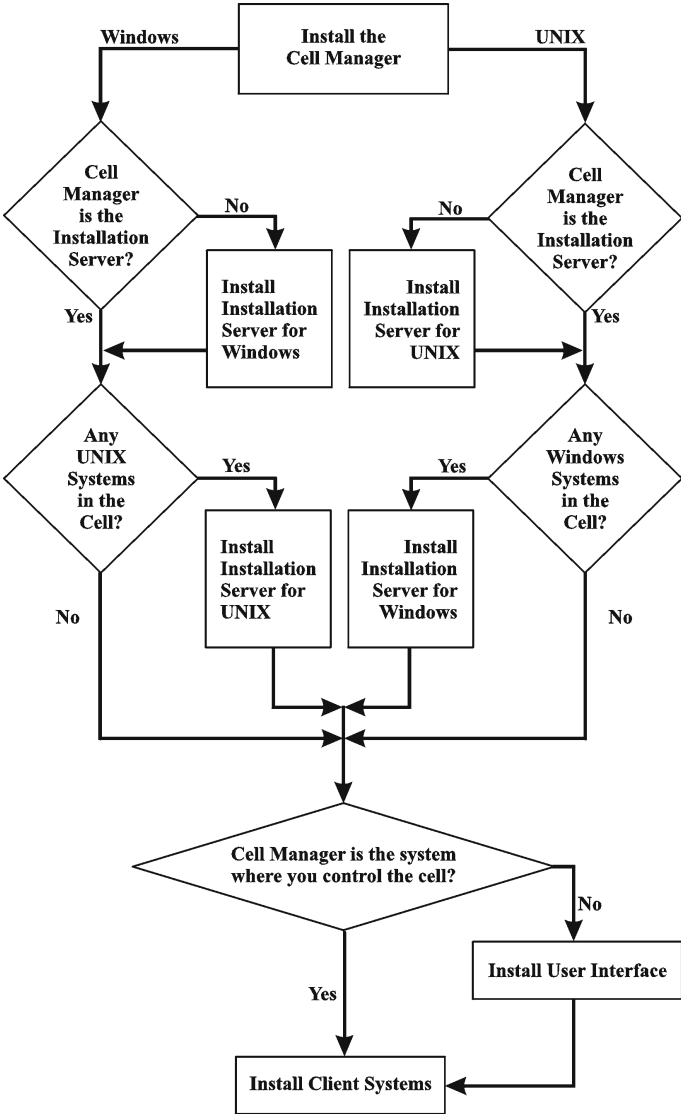 Windows
Install the
Cell Manager
UNIX
Cell
Manager
is the
Installation
Server?
No
Install
Installation
Server for
Windows
Yes
Cell
Manager
is the
Installation
Server?
No
Install
Installation
Server for
UNIX
Yes
Any
UNIX
Systems
in the
Cell?
Yes
Install
Installation
Server for
UNIX
No
Any
Windows
Systems
in the
Cell?
Yes
Install
Installation
Server for
Windows
No
Cell Manager is the system
where you control the cell?
No
Install User Interface
Yes
Install Client Systems